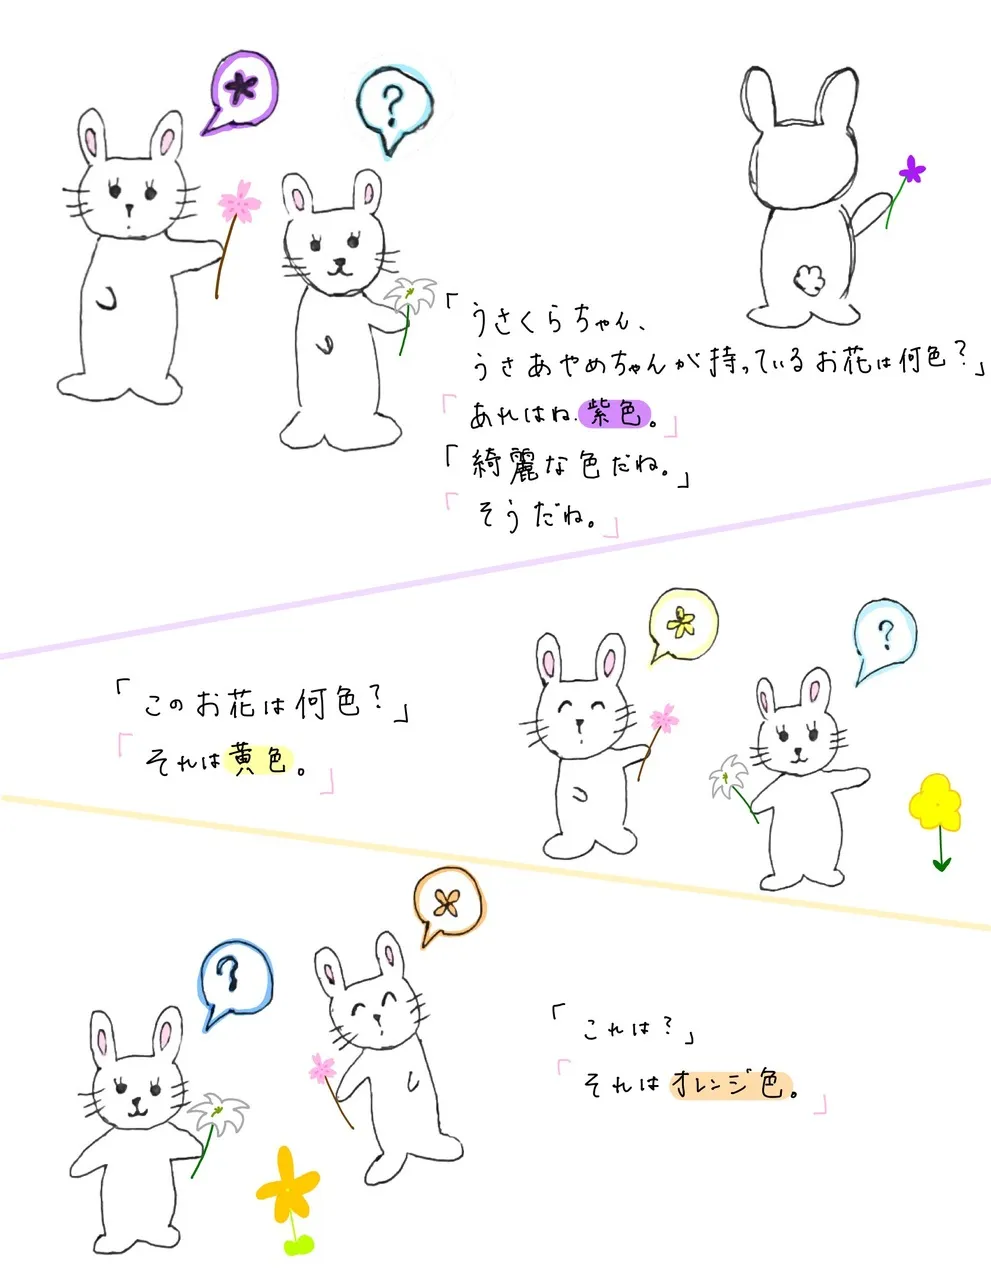 ?
?
「うさくらちゃん、
うさあやめちゃんが持っているお花は何色?」
「あれはね、紫色。」
「綺麗な色だね。」
「そうだね。」
?
「このお花は何色?」
「それは黄色。」
?
「これは?」
「それはオレンジ色。」